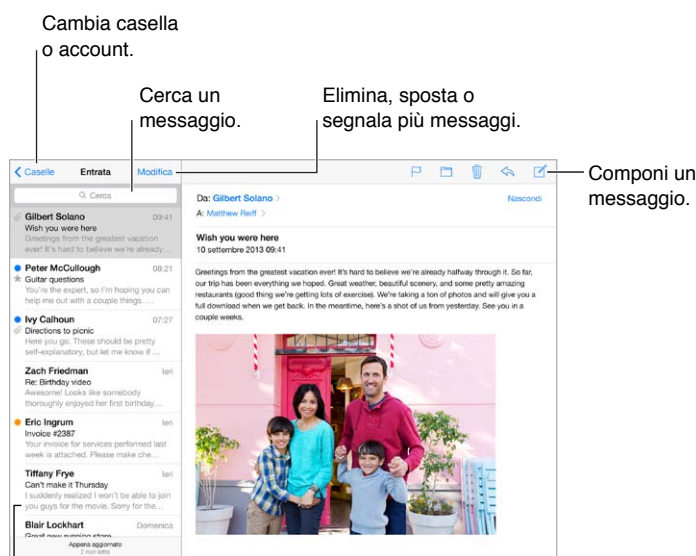 Cambia casella
o account.
Cerca un
messaggio.
Elimina, sposta o
segnala più messaggi.
Componi un
messaggio.
Caselle
Entrata
Modifica
Cerca
Gilbert Solano 09:41
Wish you were here
Greetings from the greatest vacation
ever! It's hard to believe we're already…
Peter McCullough 08:21
Guitar questions
You're the expert, so I'm hoping you can
help me out with a couple things. …
Ivy Calhoun 07:27
Directions to picnic
Here you go. These should be pretty
self-explanatory, but let me know if …
Zach Friedman Ieri
Re: Birthday video
Awesome! Looks like somebody
thoroughly enjoyed her first birthday…
Eric Ingrum Ieri
Invoice #2387
Your invoice for services performed last
week is attached. Please make che…
Tiffany Frye Ieri
Can't make it Thursday
I suddenly realized I won't be able to join
you guys for the movie. Sorry for the…
Blair Lockhart Domenica
Great new running store
Appena aggiornato
2 non lette
Da: Gilbert Solano
A: Matthew Reiff
Nascondi
Wish you were here
10 settembre 2013 09:41
Greetings from the greatest vacation ever! It's hard to believe we're already halfway through it. So far,
our trip has been everything we hoped. Great weather, beautiful scenery, and some pretty amazing
restaurants (good thing we're getting lots of exercise). We're taking a ton of photos and will give you a
full download when we get back. In the meantime, here's a shot of us from yesterday. See you in a
couple weeks.